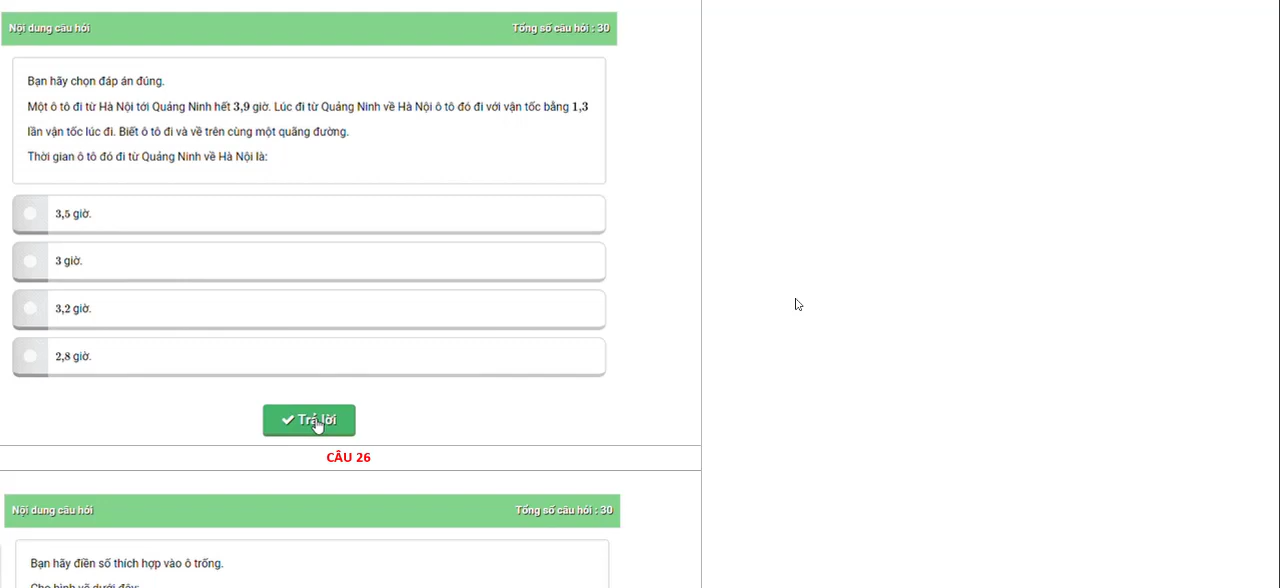 Nội dung câu hỏi
Tổng số câu hỏi : 30
Bạn hãy chọn đáp án đúng.
Một ô tô đi từ Hà Nội tới Quảng Ninh hết 3,9 giờ. Lúc đi từ Quảng Ninh về Hà Nội ô tô đó đi với vận tốc bằng 1,3
lần vận tốc lúc đi. Biết ô tô đi và về trên cùng một quãng đường.
Thời gian ô tô đó đi từ Quảng Ninh về Hà Nội là:
3,5 giờ.
3 giờ.
3,2 giờ.
2,8 giờ.
Trả lời
CÂU 26
Nội dung câu hỏi
Tổng số câu hỏi : 30
Bạn hãy điền số thích hợp vào ô trống.
Cho hình vẽ dưới đây: